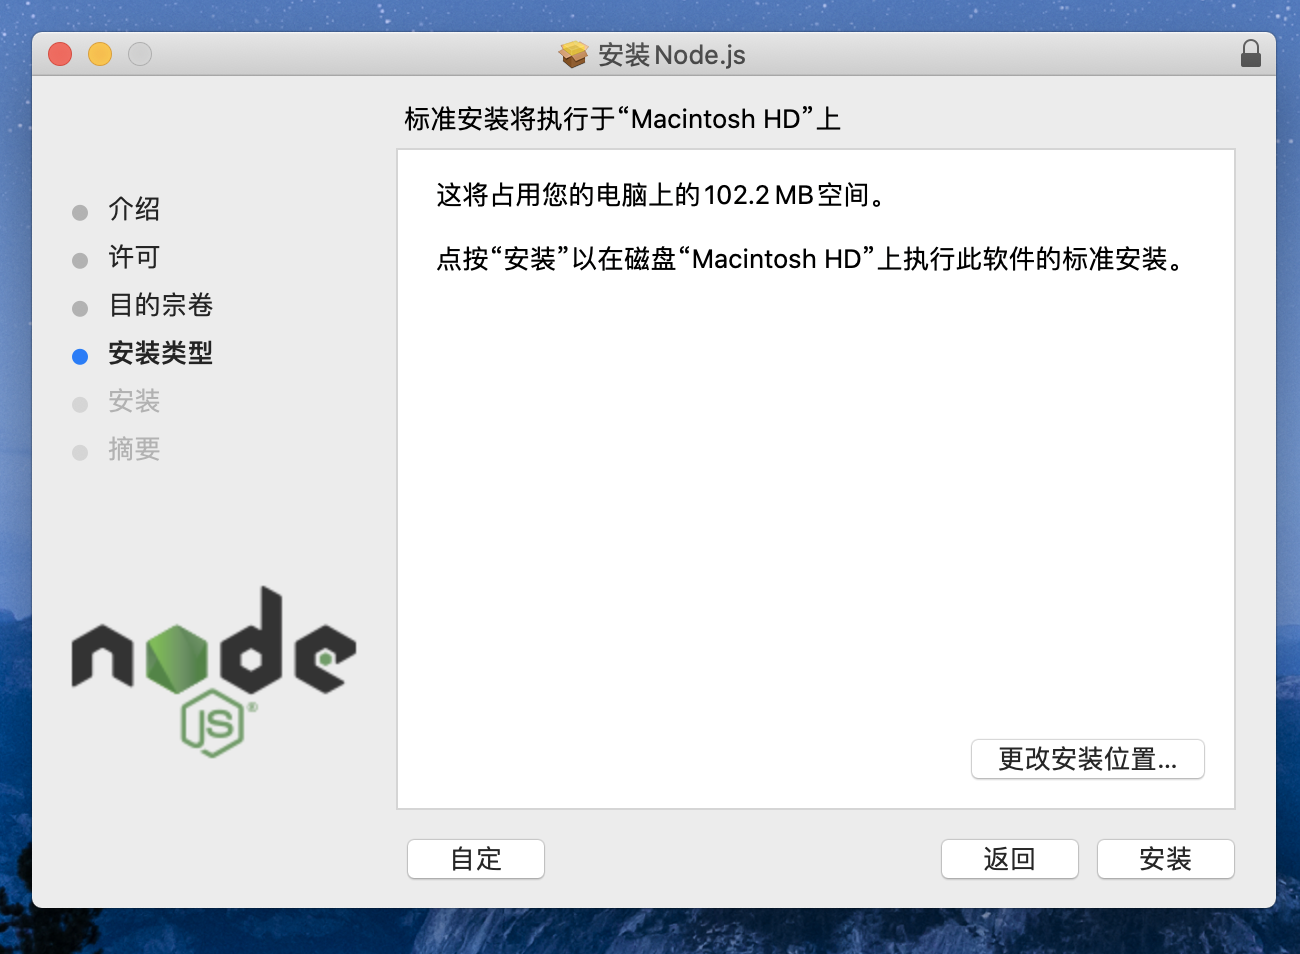 安装Node.js
标准安装将执行于“Macintosh HD”上
介绍
许可
目的宗卷
安装类型
安装
摘要
这将占用您的电脑上的102.2 MB空间。
点按“安装”以在磁盘“Macintosh HD”上执行此软件的标准安装。
node
JS®
更改安装位置...
自定
返回
安装